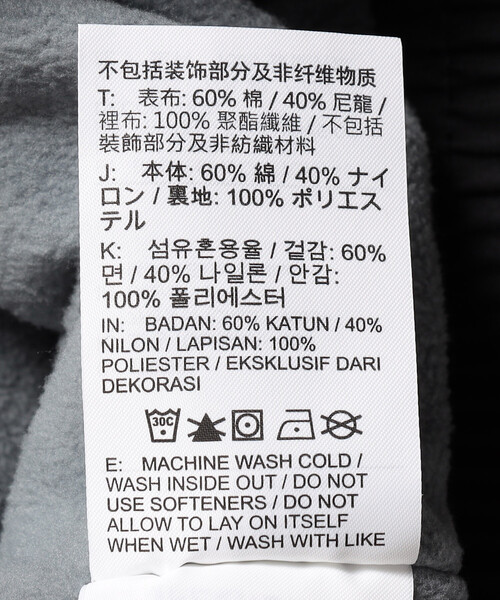 不包括装饰部分及非纤维物质
T: 表布: 60% 棉 / 40% 尼龍 /
裡布: 100% 聚酯纖維 / 不包括
裝飾部分及非紡織材料
J: 本体: 60% 綿 / 40% ナイ
ロン / 裏地: 100% ポリエス
テル
K: 섬유혼용율 / 겉감: 60%
면 / 40% 나일론 / 안감:
100% 폴리에스터
IN: BADAN: 60% KATUN / 40%
NILON / LAPISAN: 100%
POLIESTER / EKSKLUSIF DARI
DEKORASI
30C
E: MACHINE WASH COLD /
WASH INSIDE OUT / DO NOT
USE SOFTENERS / DO NOT
ALLOW TO LAY ON ITSELF
WHEN WET / WASH WITH LIKE